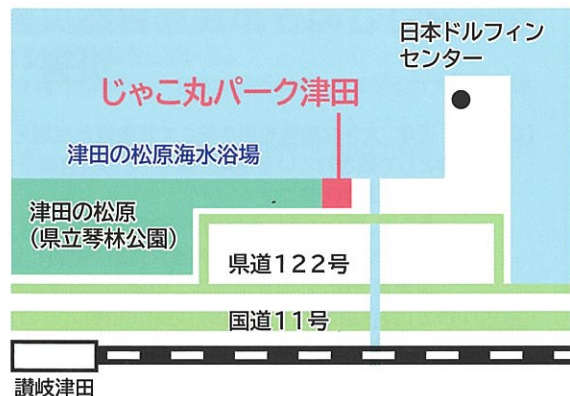 日本ドルフィン
センター
じゃこ丸パーク津田
津田の松原海水浴場
津田の松原
（県立琴林公園）
県道122号
国道11号
讃岐津田